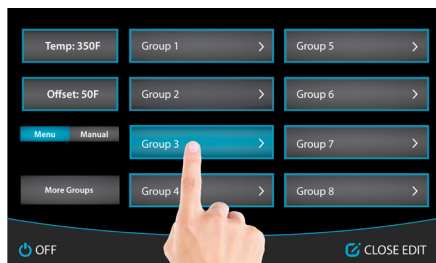 Temp: 350F
Group 1
Group 5
Offset: 50F
Group 2
Group 6
Menu Manual
Group 3
Group 7
More Groups
Group 4
Group 8
OFF
CLOSE EDIT